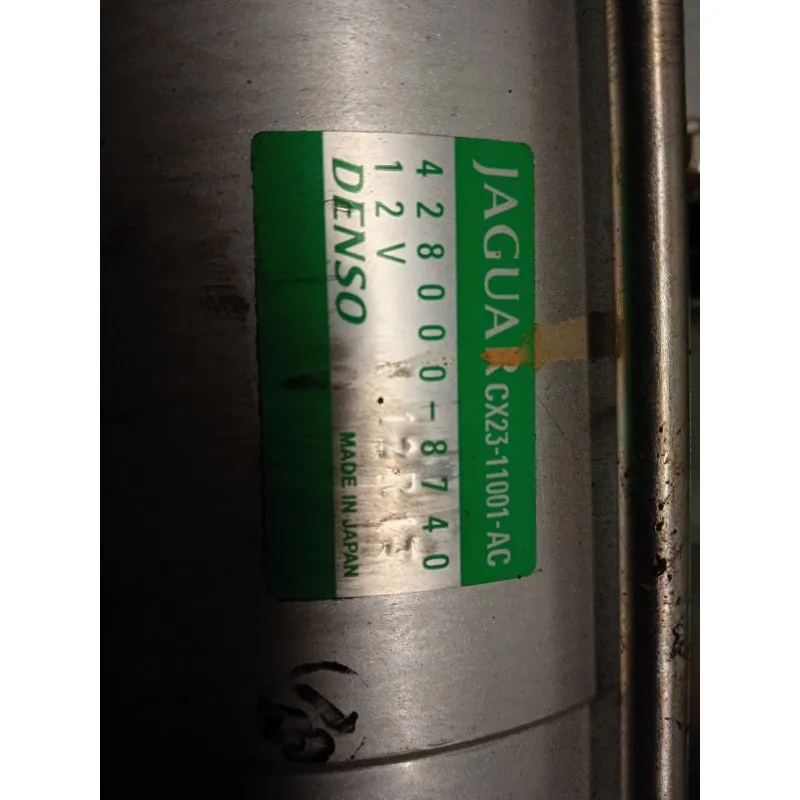 JAGUAR CX23-11001-AC
428000-8740
12V
DENSO MADE IN JAPAN